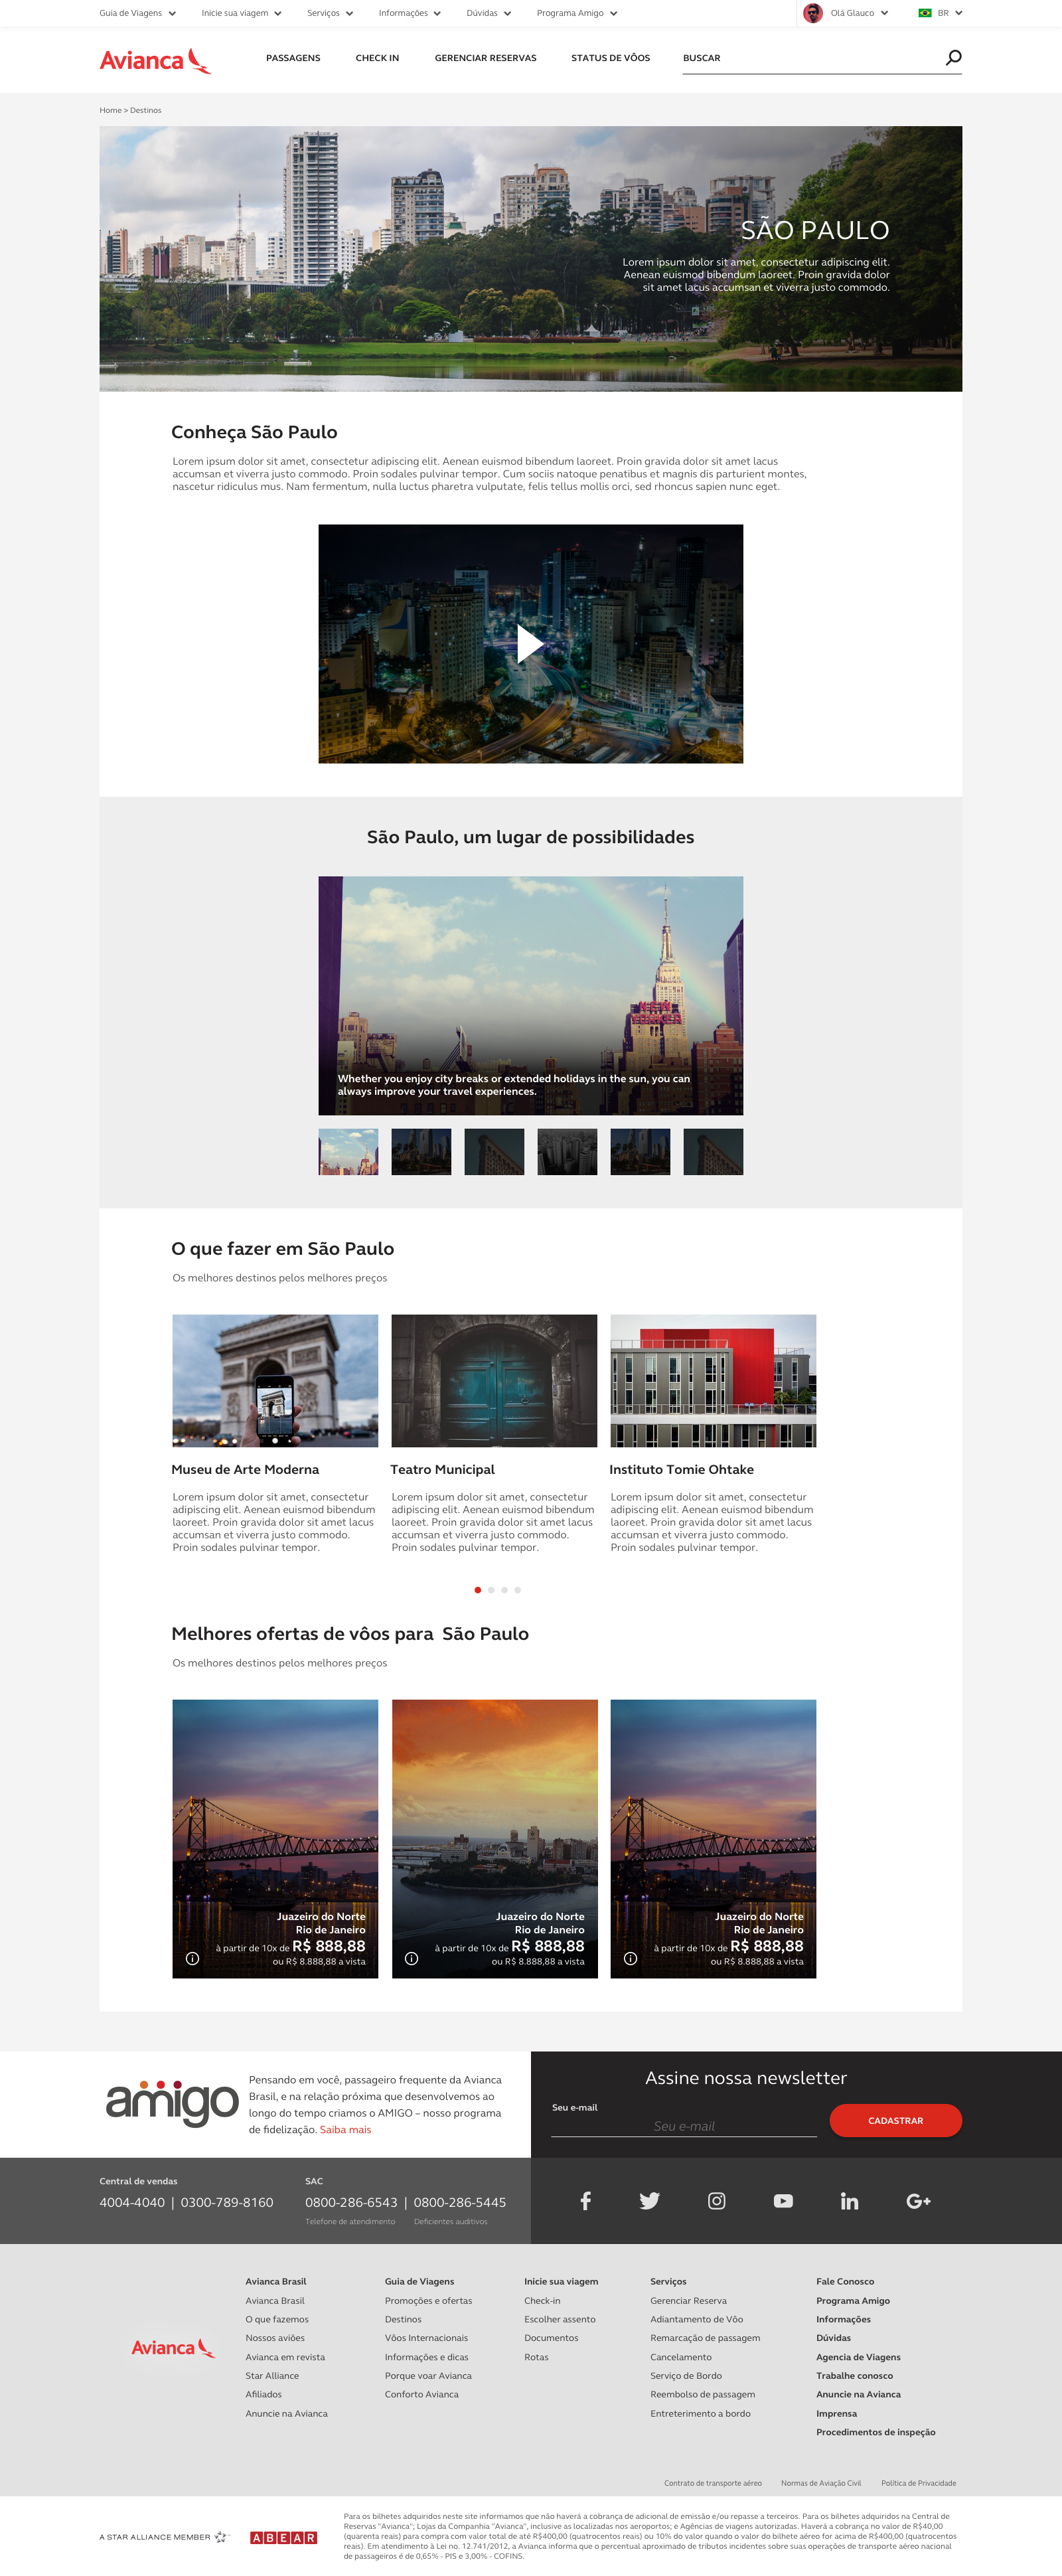 Guia de Viagens
Inicie sua viagem
Serviços
Informações
Dúvidas
Programa Amigo
Olá Glauco
BR
Avianca
PASSAGENS
CHECK IN
GERENCIAR RESERVAS
STATUS DE VÔOS
BUSCAR
Home > Destinos
SÃO PAULO
Lorem ipsum dolor sit amet, consectetur adipiscing elit.
Aenean euismod bibendum laoreet. Proin gravida dolor
sit amet lacus accumsan et viverra justo commodo.
Conheça São Paulo
Lorem ipsum dolor sit amet, consectetur adipiscing elit. Aenean euismod bibendum laoreet. Proin gravida dolor sit amet lacus
accumsan et viverra justo commodo. Proin sodales pulvinar tempor. Cum sociis natoque penatibus et magnis dis parturient montes,
nascetur ridiculus mus. Nam fermentum, nulla luctus pharetra vulputate, felis tellus mollis orci, sed rhoncus sapien nunc eget.
São Paulo, um lugar de possibilidades
NEW
YORKER
Whether you enjoy city breaks or extended holidays in the sun, you can
always improve your travel experiences.
O que fazer em São Paulo
Os melhores destinos pelos melhores preços
Museu de Arte Moderna
Lorem ipsum dolor sit amet, consectetur
adipiscing elit. Aenean euismod bibendum
laoreet. Proin gravida dolor sit amet lacus
accumsan et viverra justo commodo.
Proin sodales pulvinar tempor.
Teatro Municipal
Lorem ipsum dolor sit amet, consectetur
adipiscing elit. Aenean euismod bibendum
laoreet. Proin gravida dolor sit amet lacus
accumsan et viverra justo commodo.
Proin sodales pulvinar tempor.
Instituto Tomie Ohtake
Lorem ipsum dolor sit amet, consectetur
adipiscing elit. Aenean euismod bibendum
laoreet. Proin gravida dolor sit amet lacus
accumsan et viverra justo commodo.
Proin sodales pulvinar tempor.
Melhores ofertas de vôos para  São Paulo
Os melhores destinos pelos melhores preços
Juazeiro do Norte
Rio de Janeiro
à partir de 10x de R$ 888,88
ou R$ 8.888,88 a vista
Juazeiro do Norte
Rio de Janeiro
à partir de 10x de R$ 888,88
ou R$ 8.888,88 a vista
Juazeiro do Norte
Rio de Janeiro
à partir de 10x de R$ 888,88
ou R$ 8.888,88 a vista
amigo
Pensando em você, passageiro frequente da Avianca
Brasil, e na relação próxima que desenvolvemos ao
longo do tempo criamos o AMIGO – nosso programa
de fidelização. Saiba mais
Assine nossa newsletter
Seu e-mail
Seu e-mail
CADASTRAR
Central de vendas
4004-4040 | 0300-789-8160
SAC
0800-286-6543 | 0800-286-5445
Telefone de atendimento
Deficientes auditivos
Avianca
Avianca Brasil
Avianca Brasil
O que fazemos
Nossos aviões
Avianca em revista
Star Alliance
Afiliados
Anuncie na Avianca
Guia de Viagens
Promoções e ofertas
Destinos
Vôos Internacionais
Informações e dicas
Porque voar Avianca
Conforto Avianca
Inicie sua viagem
Check-in
Escolher assento
Documentos
Rotas
Serviços
Gerenciar Reserva
Adiantamento de Vôo
Remarcação de passagem
Cancelamento
Serviço de Bordo
Reembolso de passagem
Entreterimento a bordo
Fale Conosco
Programa Amigo
Informações
Dúvidas
Agencia de Viagens
Trabalhe conosco
Anuncie na Avianca
Imprensa
Procedimentos de inspeção
Contrato de transporte aéreo
Normas de Aviação Civil
Política de Privacidade
A STAR ALLIANCE MEMBER
ABEAR
Para os bilhetes adquiridos neste site informamos que não haverá a cobrança de adicional de emissão e/ou repasse a terceiros. Para os bilhetes adquiridos na Central de
Reservas "Avianca"; Lojas da Companhia "Avianca", inclusive as localizadas nos aeroportos; e Agências de viagens autorizadas. Haverá a cobrança no valor de R$40,00
(quarenta reais) para compra com valor total de até R$400,00 (quatrocentos reais) ou 10% do valor quando o valor do bilhete aéreo for acima de R$400,00 (quatrocentos
reais). Em atendimento à Lei no. 12.741/2012, a Avianca informa que o percentual aproximado de tributos incidentes sobre suas operações de transporte aéreo nacional
de passageiros é de 0,65% - PIS e 3,00% - COFINS.